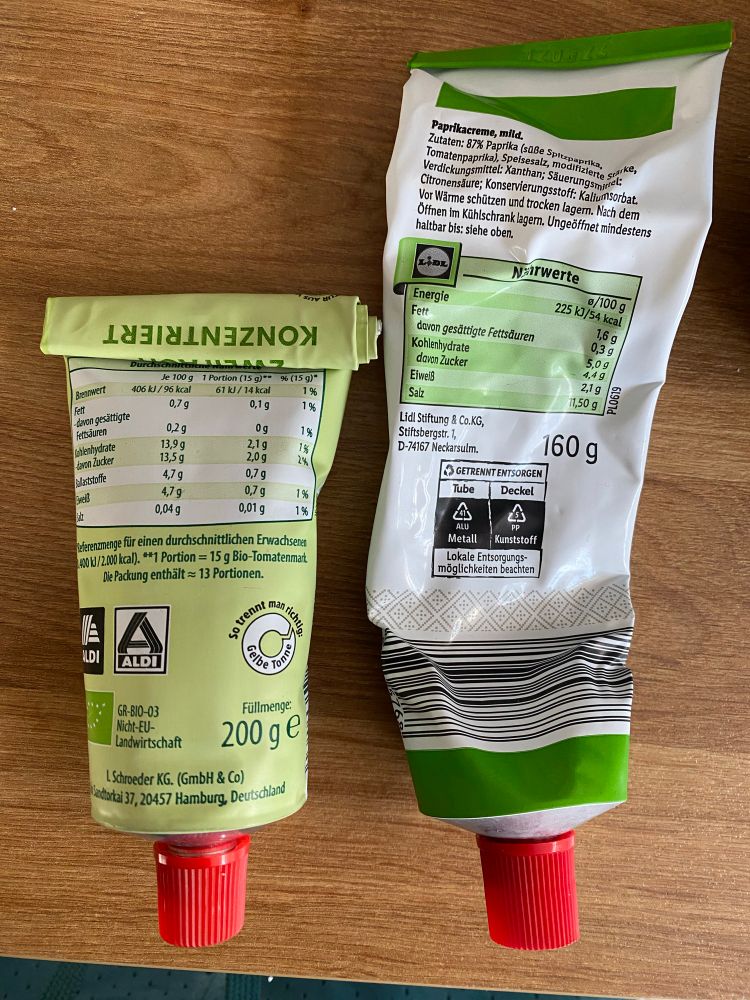 KONZENTRIERT
Durchschnittliche Nährwerte
Je 100 g 1 Portion (15 g)** % (15 g)*
Brennwert 406 kJ / 96 kcal 61 kJ / 14 kcal 1 %
Fett 0,7 g 0,1 g 1 %
-davon gesättigte
Fettsäuren 0,2 g 0 g 1 %
Kohlenhydrate 13,9 g 2,1 g 1 %
davon Zucker 13,5 g 2,0 g 2 %
Ballaststoffe 4,7 g 0,7 g
Eiweiß 4,7 g 0,7 g 1 %
Salz 0,04 g 0,01 g 1 %
Referenzmenge für einen durchschnittlichen Erwachsenen
400 kJ / 2.000 kcal). **1 Portion = 15 g Bio-Tomatenmark.
Die Packung enthält ≈ 13 Portionen.
ALDI
ALDI
So trennt man richtig:
Gelbe Tonne
GR-BIO-03
Nicht-EU-
Landwirtschaft
Füllmenge:
200 g e
L Schroeder KG. (GmbH & Co)
Sandtorkai 37, 20457 Hamburg, Deutschland
Paprikacreme, mild.
Zutaten: 87% Paprika (süße Spitzpaprika,
Tomatenpaprika), Speisesalz, modifizierte Stärke,
Verdickungsmittel: Xanthan; Säuerungsmittel:
Citronensäure; Konservierungsstoff: Kaliumsorbat.
Vor Wärme schützen und trocken lagern. Nach dem
Öffnen im Kühlschrank lagern. Ungeöffnet mindestens
haltbar bis: siehe oben.
LIDL
Nährwerte
ø/100 g
Energie 225 kJ/54 kcal
Fett 1,6 g
davon gesättigte Fettsäuren 0,3 g
Kohlenhydrate 5,0 g
davon Zucker 4,4 g
Eiweiß 2,1 g
Salz 11,50 g
PL0619
Lidl Stiftung & Co.KG,
Stiftsbergstr. 1,
D-74167 Neckarsulm.
160 g
GETRENNT ENTSORGEN
Tube Deckel
41 5
ALU PP
Metall Kunststoff
Lokale Entsorgungs-
möglichkeiten beachten